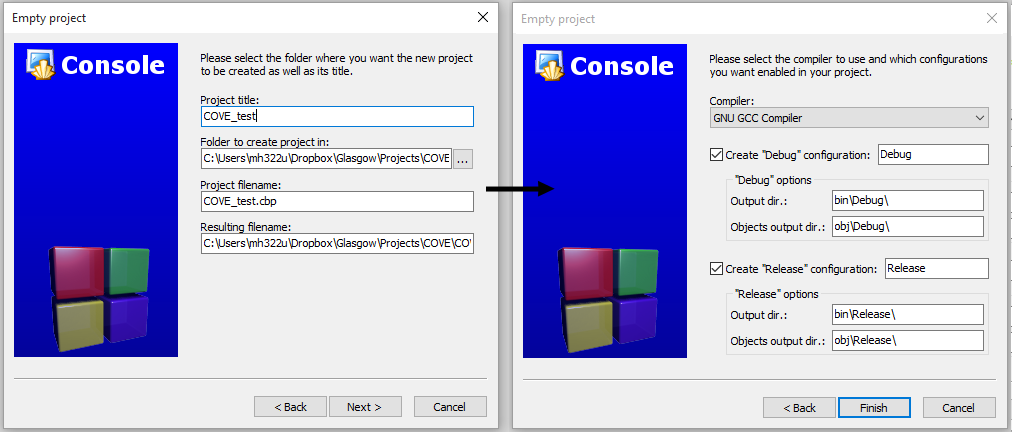 Empty project
Console
Please select the folder where you want the new project
to be created as well as its title.
Project title:
COVE_test
Folder to create project in:
C:\Users\mh322u\Dropbox\Glasgow\Projects\COVE
...
Project filename:
COVE_test.cbp
Resulting filename:
C:\Users\mh322u\Dropbox\Glasgow\Projects\COVE\CO
< Back
Next >
Cancel
Empty project
Console
Please select the compiler to use and which configurations
you want enabled in your project.
Compiler:
GNU GCC Compiler
Create "Debug" configuration: Debug
"Debug" options
Output dir.: bin\Debug\
Objects output dir.: obj\Debug\
Create "Release" configuration: Release
"Release" options
Output dir.: bin\Release\
Objects output dir.: obj\Release\
< Back
Finish
Cancel